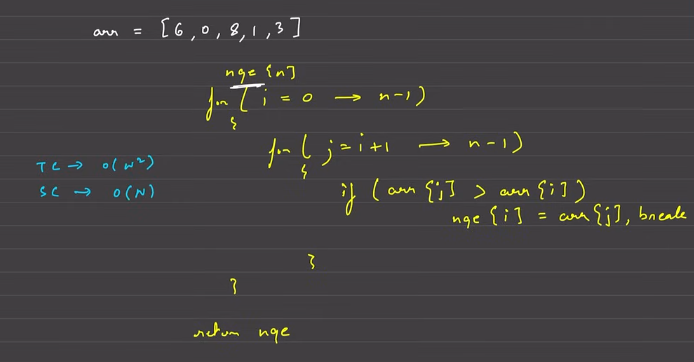 arr = [6, 0, 8, 1, 3]
nge {n]
for ( i = 0 → n-1)
{
for ( j = i+1 → n-1)
{
TC → O(N²)
SC → O(N)
if ( arr {j] > arr {i] )
nge {i] = arr {j], break
}
}
return nge